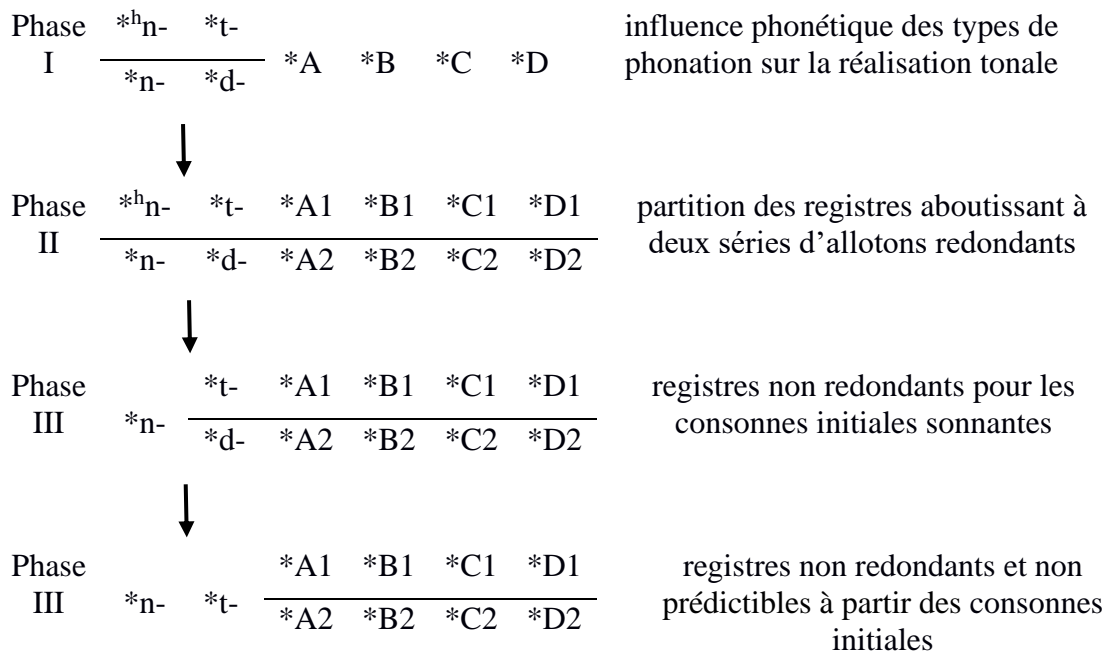 Phase *ʰn- *t- influence phonétique des types de
I *A *B *C *D phonation sur la réalisation tonale
*n- *d-
Phase *ʰn- *t- *A1 *B1 *C1 *D1 partition des registres aboutissant à
II *n- *d- *A2 *B2 *C2 *D2 deux séries d’allotons redondants
Phase *t- *A1 *B1 *C1 *D1 registres non redondants pour les
III *n- *d- *A2 *B2 *C2 *D2 consonnes initiales sonnantes
Phase *A1 *B1 *C1 *D1 registres non redondants et non
III *n- *t- *A2 *B2 *C2 *D2 prédictibles à partir des consonnes
initiales